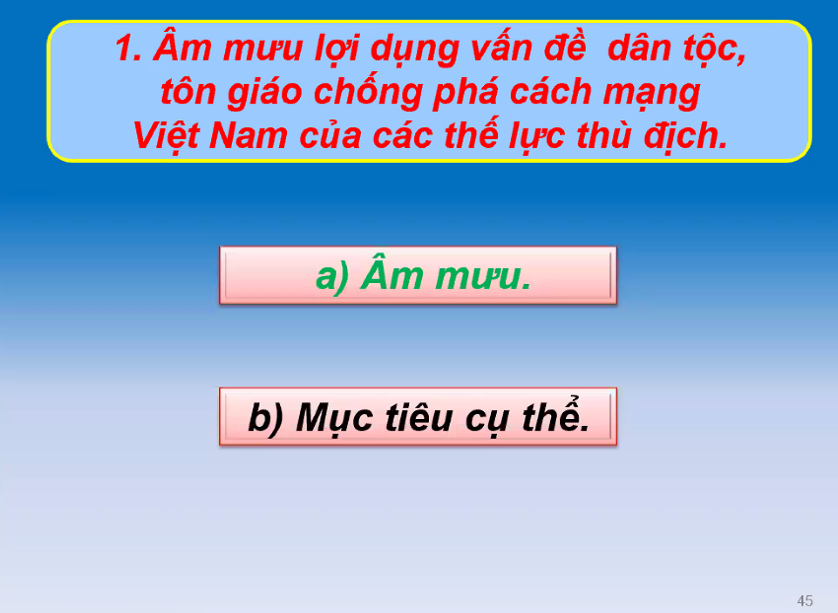 1. Âm mưu lợi dụng vấn đề dân tộc,
tôn giáo chống phá cách mạng
Việt Nam của các thế lực thù địch.
a) Âm mưu.
b) Mục tiêu cụ thể.
45